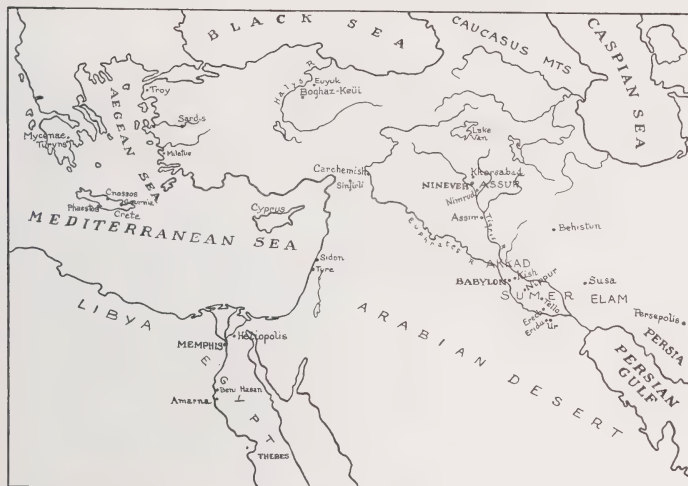 BLACK SEA
CAUCASUS MTS
CASPIAN SEA
HALYS R
Euyuk
Boghaz-Keüi
Troy
AEGEAN SEA
Sardis
Mycenae
Tiryns
Miletus
Lake
Van
Carchemish
Sinjirli
Khorsabad
NINEVEH
ASSUR
Nimrud
Cnossos
Gournia
Phaestos
Crete
Cyprus
Assur
Tigris
Euphrates R
Behistun
MEDITERRANEAN SEA
Sidon
Tyre
AKKAD
BABYLON
Kish
Nippur
Susa
SUMER
ELAM
Tello
Erech
Eridu
Ur
Persepolis
PERSIA
PERSIAN
GULF
LIBYA
ARABIAN DESERT
Heliopolis
MEMPHIS
EGYPT
Beni Hasan
Amarna
THEBES